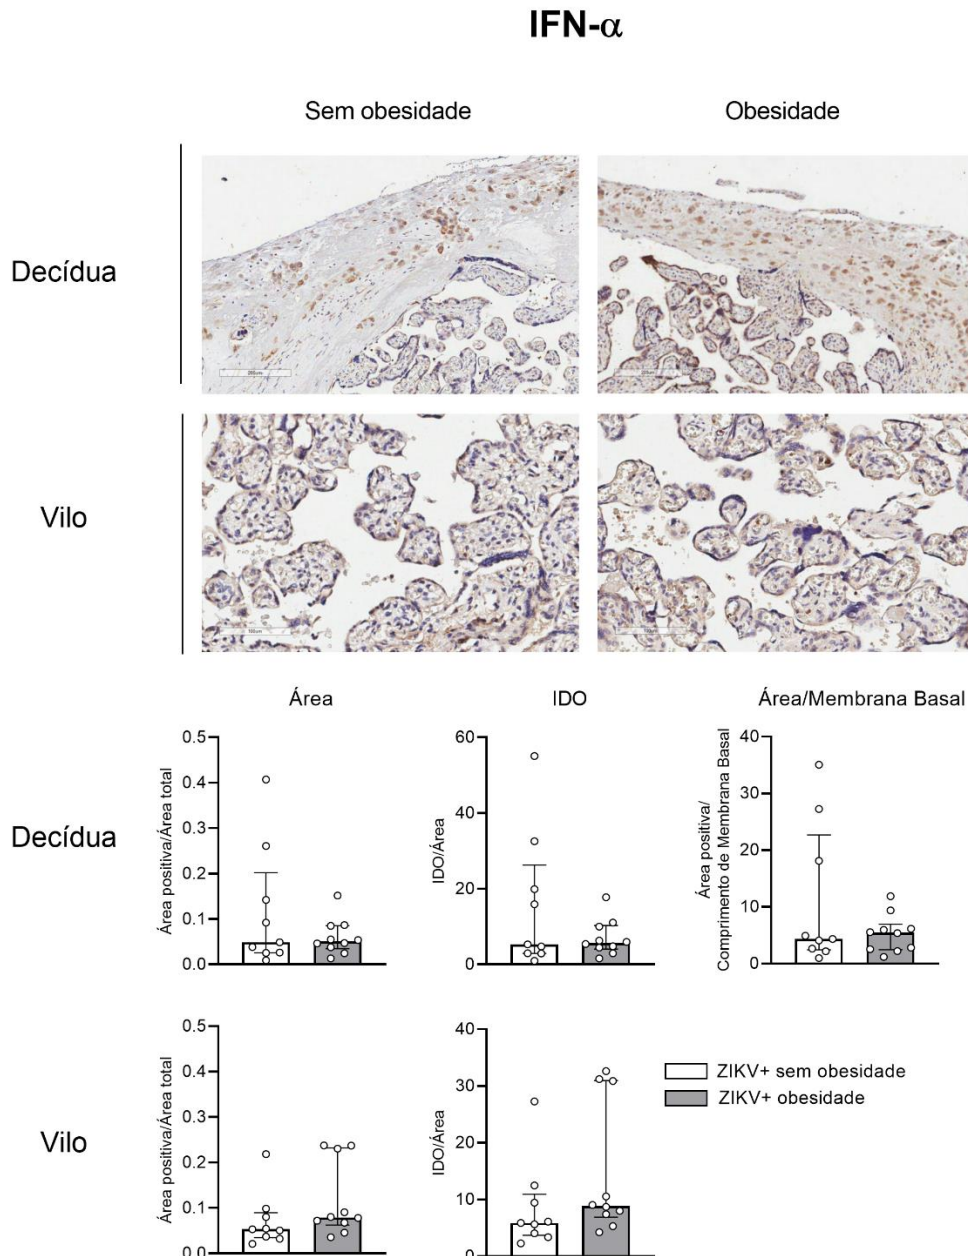 IFN-α
Sem obesidade
Obesidade
Decídua
200um
Vilo
100um
Área
IDO
Área/Membrana Basal
Decídua
Área positiva/Área total
0.5
0.4
0.3
0.2
0.1
0.0
IDO/Área
60
40
20
0
Área positiva/
Comprimento de Membrana Basal
40
30
20
10
0
Vilo
Área positiva/Área total
0.5
0.4
0.3
0.2
0.1
0.0
IDO/Área
40
30
20
10
0
ZIKV+ sem obesidade
ZIKV+ obesidade